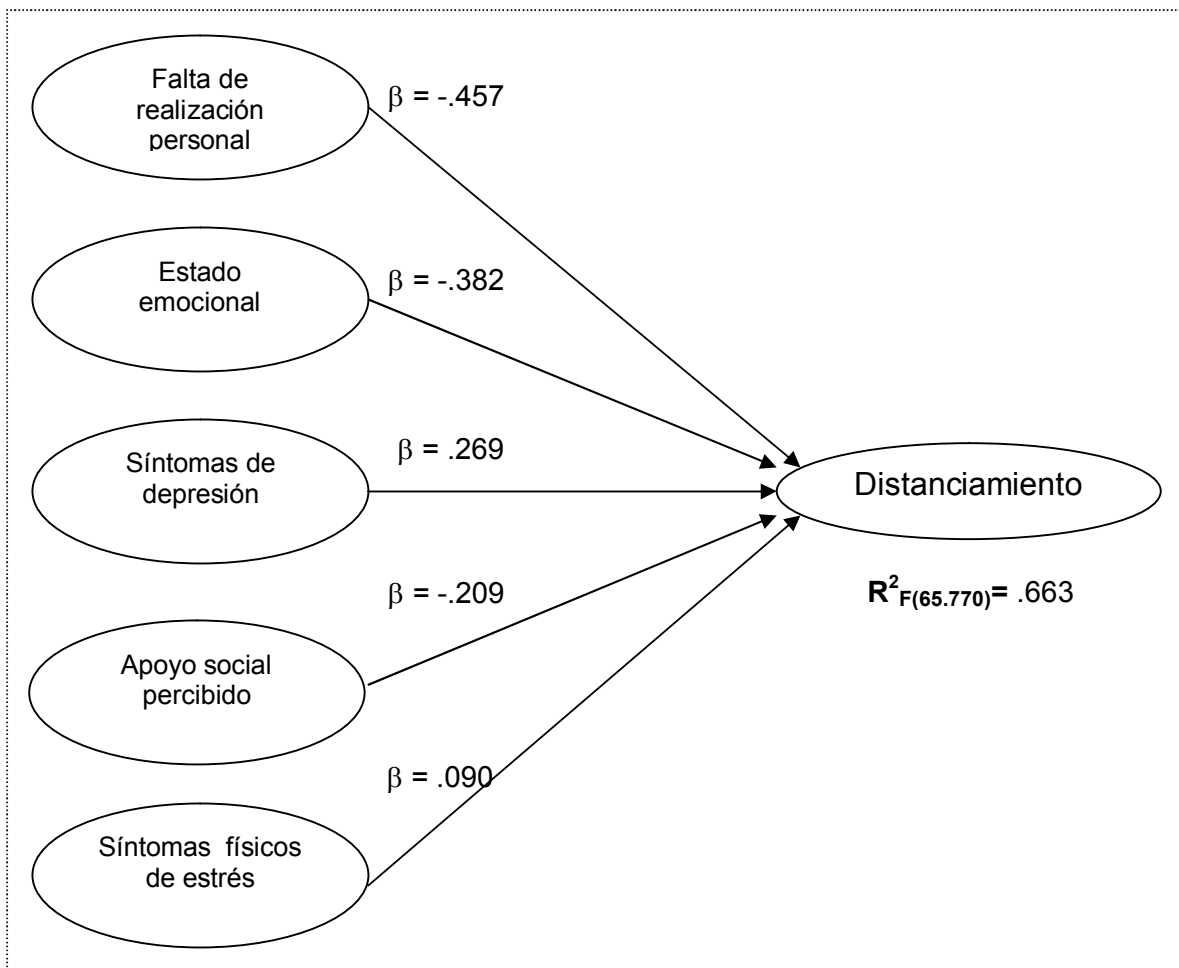 Falta de
realización
personal
β = -.457
Estado
emocional
β = -.382
Síntomas de
depresión
β = .269
Distanciamiento
R²F(65.770)= .663
Apoyo social
percibido
β = -.209
Síntomas físicos
de estrés
β = .090